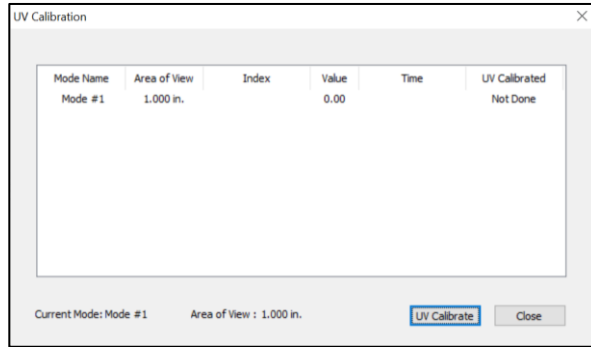 UV Calibration
Mode Name Area of View Index Value Time UV Calibrated
Mode #1 1.000 in. 0.00 Not Done
Current Mode: Mode #1 Area of View : 1.000 in. UV Calibrate Close